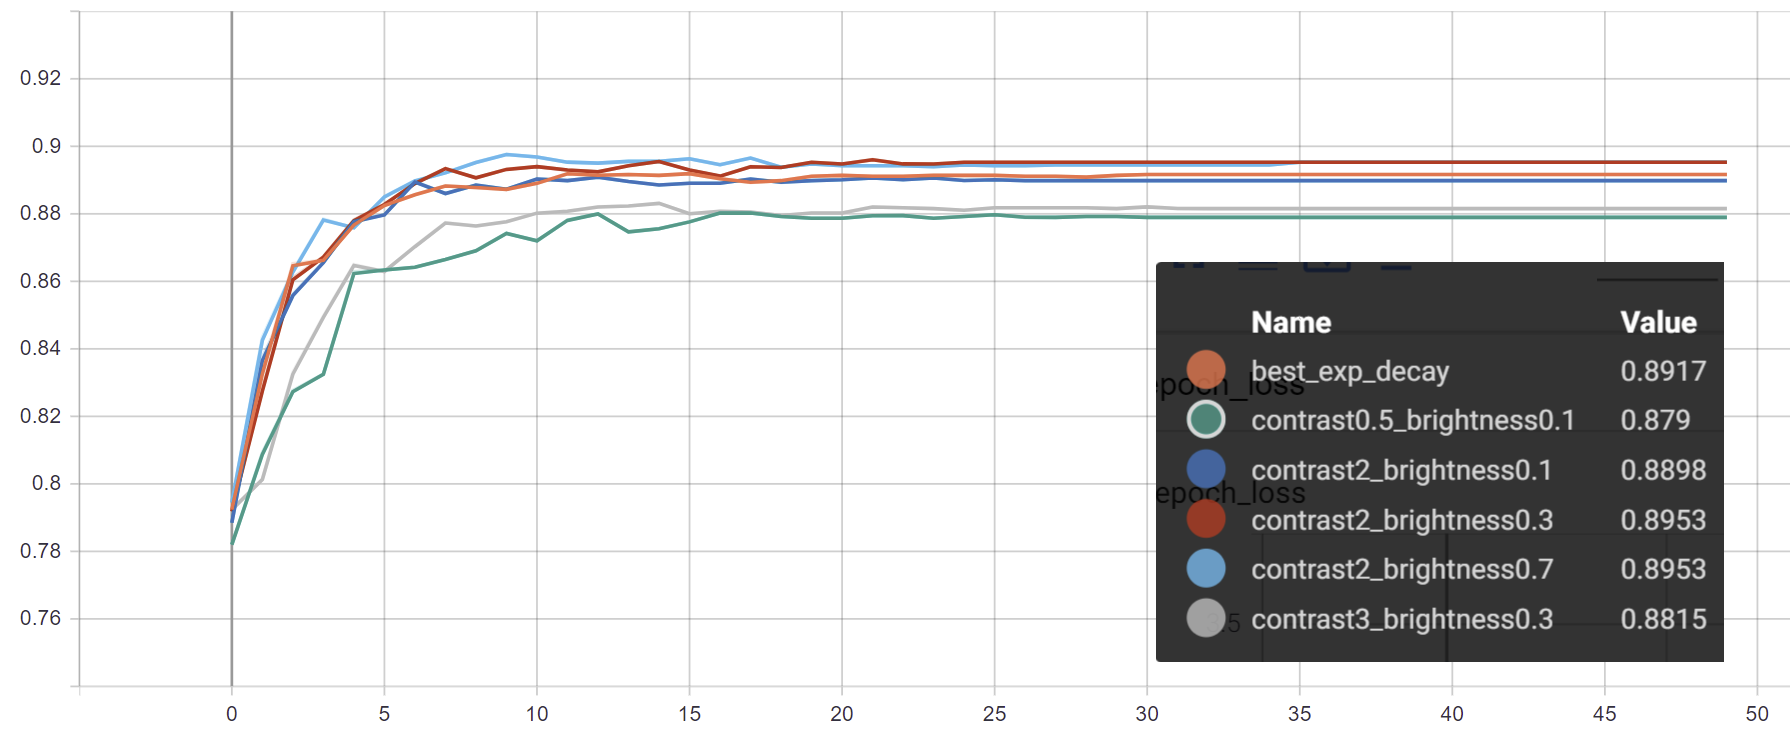 0.92
0.9
0.88
0.86
0.84
0.82
0.8
0.78
0.76
0 5 10 15 20 25 30 35 40 45 50
Name Value
best_exp_decay 0.8917
epoch_loss
contrast0.5_brightness0.1 0.879
contrast2_brightness0.1 0.8898
epoch_loss
contrast2_brightness0.3 0.8953
contrast2_brightness0.7 0.8953
contrast3_brightness0.3 0.8815